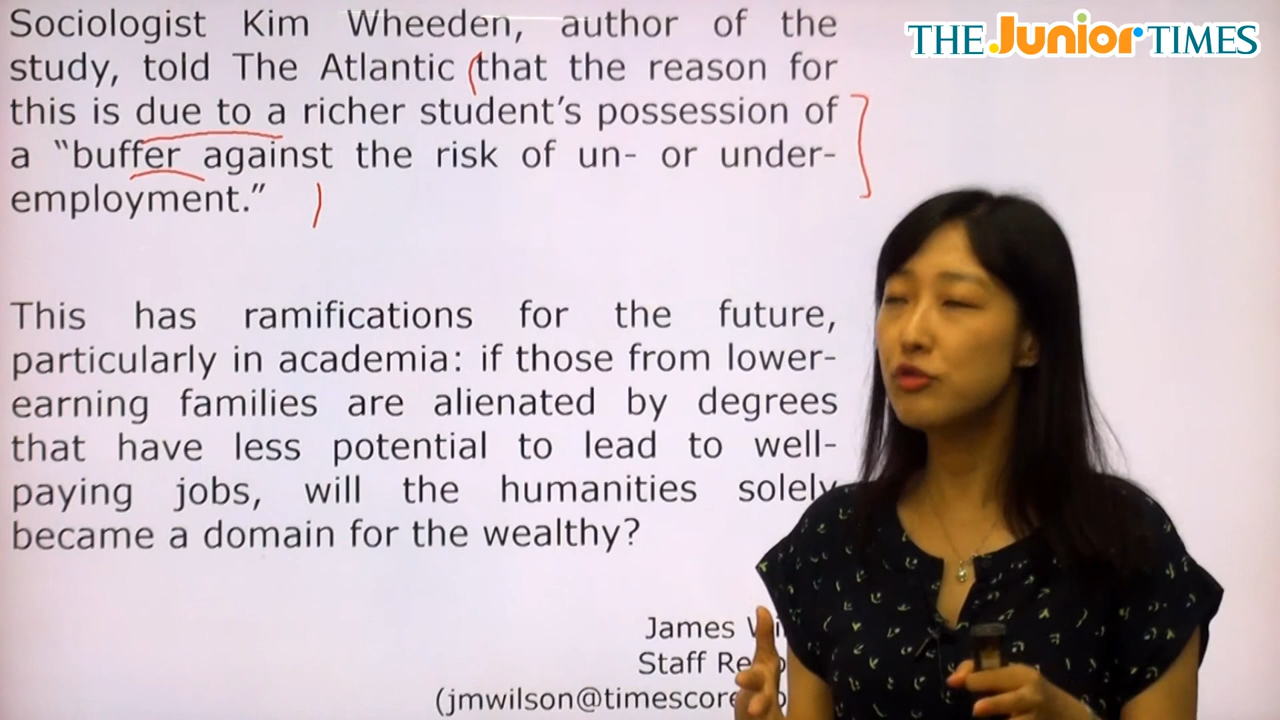 THE Junior TIMES
Sociologist Kim Wheeden, author of the
study, told The Atlantic that the reason for
this is due to a richer student's possession of
a "buffer against the risk of un- or under-
employment."
This has ramifications for the future,
particularly in academia: if those from lower-
earning families are alienated by degrees
that have less potential to lead to well-
paying jobs, will the humanities solely
became a domain for the wealthy?
James
Staff